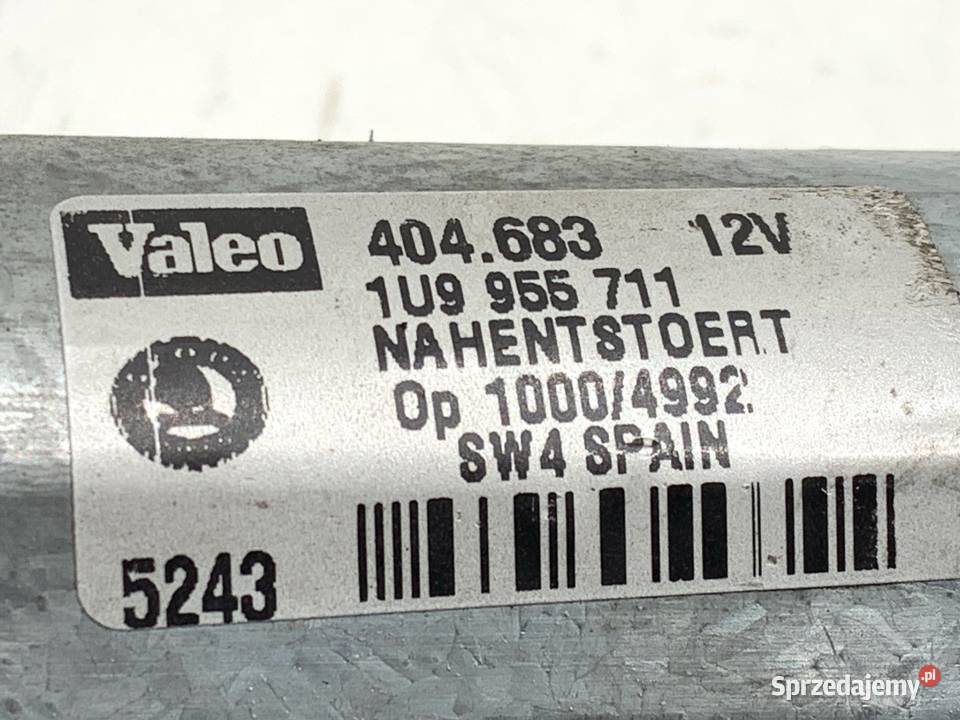 Valeo 404.683 12V
1U9 955 711
NAHENTSTOERT
Op 1000/4992
SW4 SPAIN
5243
Sprzedajemy.pl